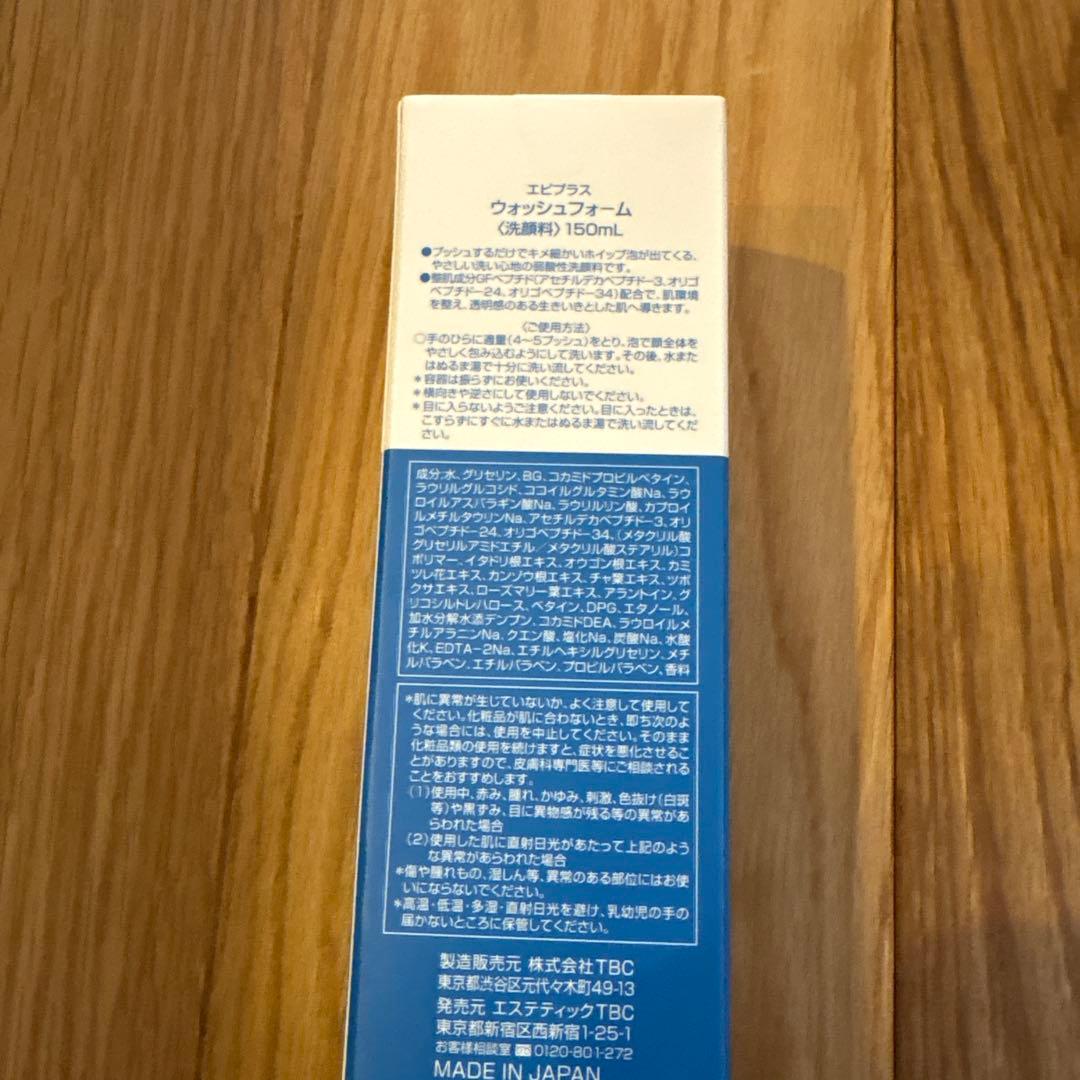 エピプラス
ウォッシュフォーム
〈洗顔料〉150mL
●プッシュするだけでキメ細かいホイップ泡が出てくる、
やさしい洗い心地の弱酸性洗顔料です。
●整肌成分GFペプチド(アセチルデカペプチド-3、オリゴ
ペプチド-24、オリゴペプチド-34)配合で、肌環境
を整え、透明感のある生きいきとした肌へ導きます。
〈ご使用方法〉
○手のひらに適量(4〜5プッシュ)をとり、泡で顔全体を
やさしく包み込むようにして洗います。その後、水また
はぬるま湯で十分に洗い流してください。
*容器は振らずにお使いください。
*横向きや逆さにして使用しないでください。
*目に入らないようご注意ください。目に入ったときは、
こすらずにすぐに水またはぬるま湯で洗い流してくだ
さい。
成分:水、グリセリン、BG、コカミドプロピルベタイン、
ラウリルグルコシド、ココイルグルタミン酸Na、ラウ
ロイルアスパラギン酸Na、ラウリルリン酸、カプロイ
ルメチルタウリンNa、アセチルデカペプチド-3、オリ
ゴペプチド-24、オリゴペプチド-34、(メタクリル酸
グリセリルアミドエチル/メタクリル酸ステアリル)コ
ポリマー、イタドリ根エキス、オウゴン根エキス、カミ
ツレ花エキス、カンゾウ根エキス、チャ葉エキス、ツボ
クサエキス、ローズマリー葉エキス、アラントイン、グ
リコシルトレハロース、ベタイン、DPG、エタノール、
加水分解水添デンプン、コカミドDEA、ラウロイルメ
チルアラニンNa、クエン酸、塩化Na、炭酸Na、水酸
化K、EDTA-2Na、エチルヘキシルグリセリン、メチ
ルパラベン、エチルパラベン、プロピルパラベン、香料
*肌に異常が生じていないか、よく注意して使用して
ください。化粧品が肌に合わないとき、即ち次のよ
うな場合には、使用を中止してください。そのまま
化粧品類の使用を続けますと、症状を悪化させるこ
とがありますので、皮膚科専門医等にご相談される
ことをおすすめします。
(1)使用中、赤み、腫れ、かゆみ、刺激、色抜け(白斑
等)や黒ずみ、目に異物感が残る等の異常があ
らわれた場合
(2)使用した肌に直射日光があたって上記のよう
な異常があらわれた場合
*傷や腫れもの、湿しん等、異常のある部位にはお使
いにならないでください。
*高温・低温・多湿・直射日光を避け、乳幼児の手の
届かないところに保管してください。
製造販売元 株式会社TBC
東京都渋谷区元代々木町49-13
発売元 エステティックTBC
東京都新宿区西新宿1-25-1
お客様相談室 0120-801-272
MADE IN JAPAN